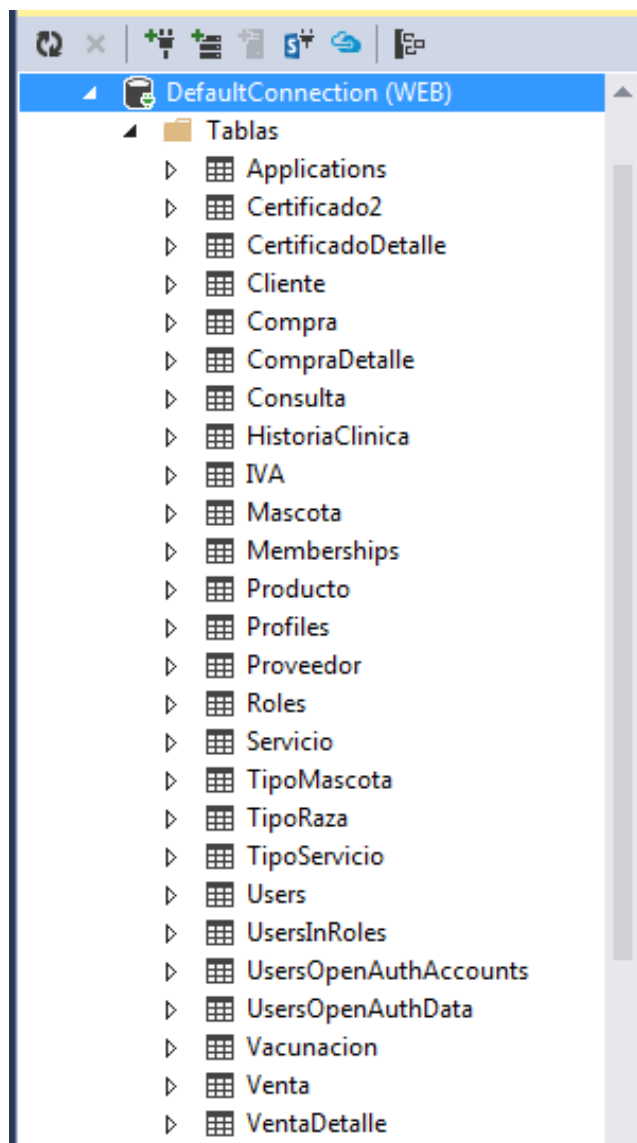 DefaultConnection (WEB)
Tablas
Applications
Certificado2
CertificadoDetalle
Cliente
Compra
CompraDetalle
Consulta
HistoriaClinica
IVA
Mascota
Memberships
Producto
Profiles
Proveedor
Roles
Servicio
TipoMascota
TipoRaza
TipoServicio
Users
UsersInRoles
UsersOpenAuthAccounts
UsersOpenAuthData
Vacunacion
Venta
VentaDetalle